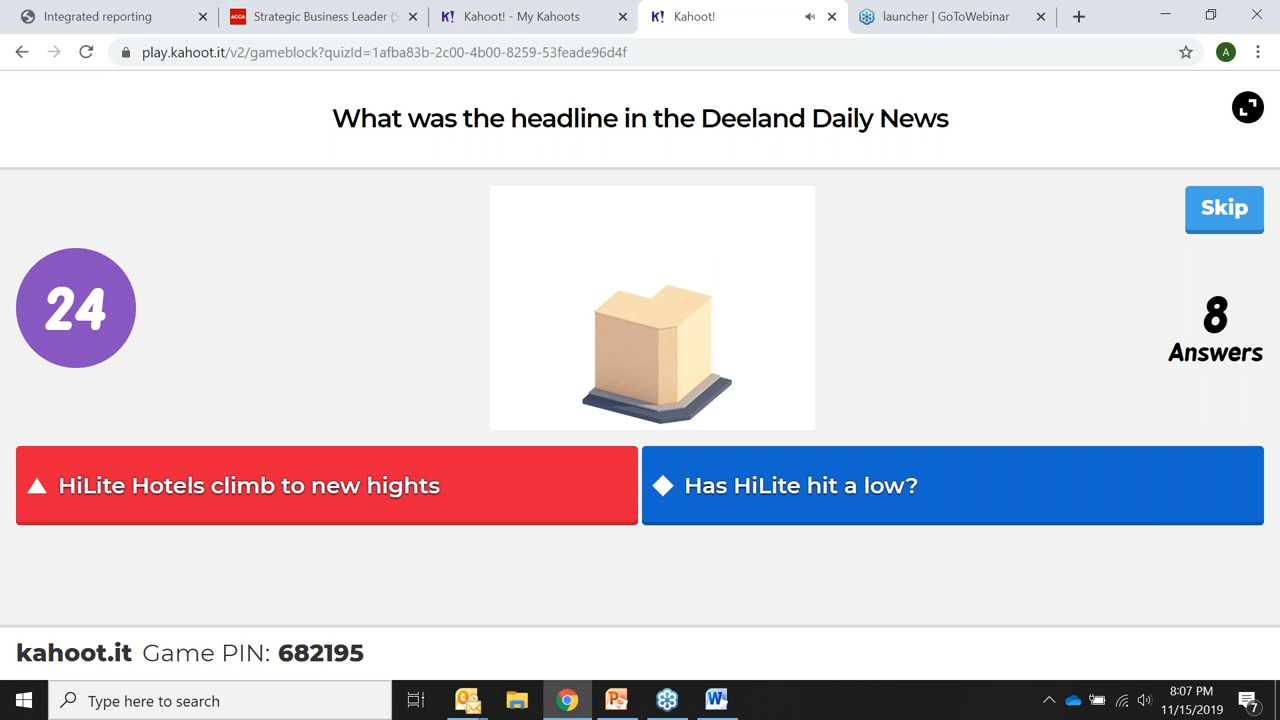 Integrated reporting
ACCA
Strategic Business Leader (S
K! Kahoot! - My Kahoots
K! Kahoot!
launcher | GoToWebinar
play.kahoot.it/v2/gameblock?quizId=1afba83b-2c00-4b00-8259-53feade96d4f
A
What was the headline in the Deeland Daily News
Skip
24
8
Answers
HiLite Hotels climb to new hights
Has HiLite hit a low?
kahoot.it Game PIN: 682195
Type here to search
8:07 PM
11/15/2019
7